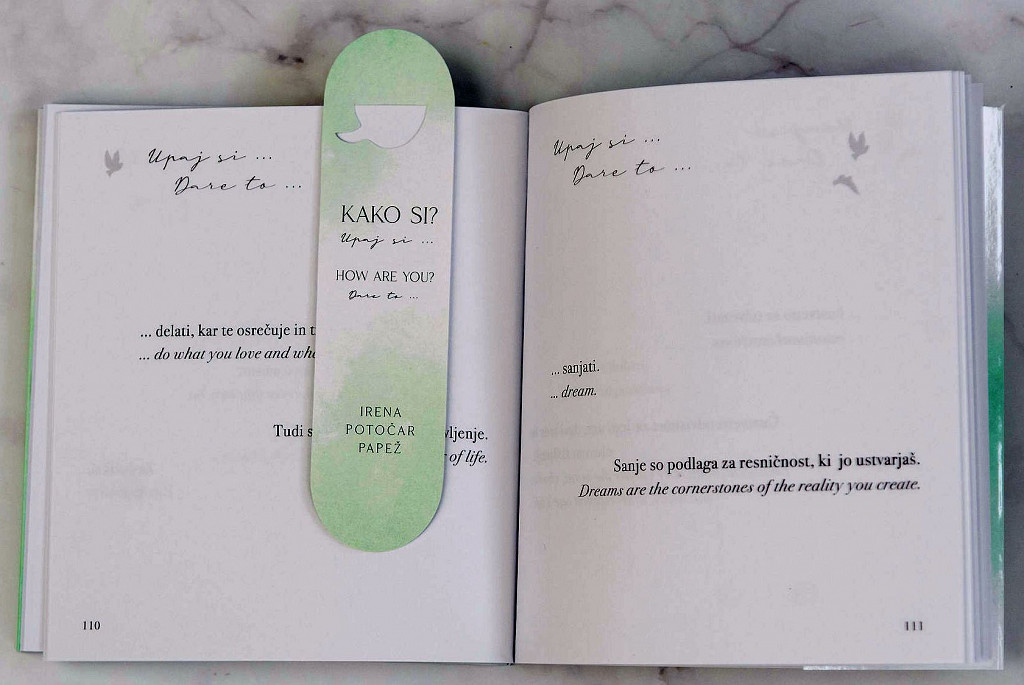 Upaj si ...
Dare to ...
... delati, kar te osrečuje in
... do what you love and
Tudi
of life.
110
KAKO SI?
Upaj si ...
HOW ARE YOU?
Dare to ...
IRENA
POTOČAR
PAPEŽ
Upaj si ...
Dare to ...
... sanjati.
... dream.
Sanje so podlaga za resničnost, ki jo ustvarjaš.
Dreams are the cornerstones of the reality you create.
111